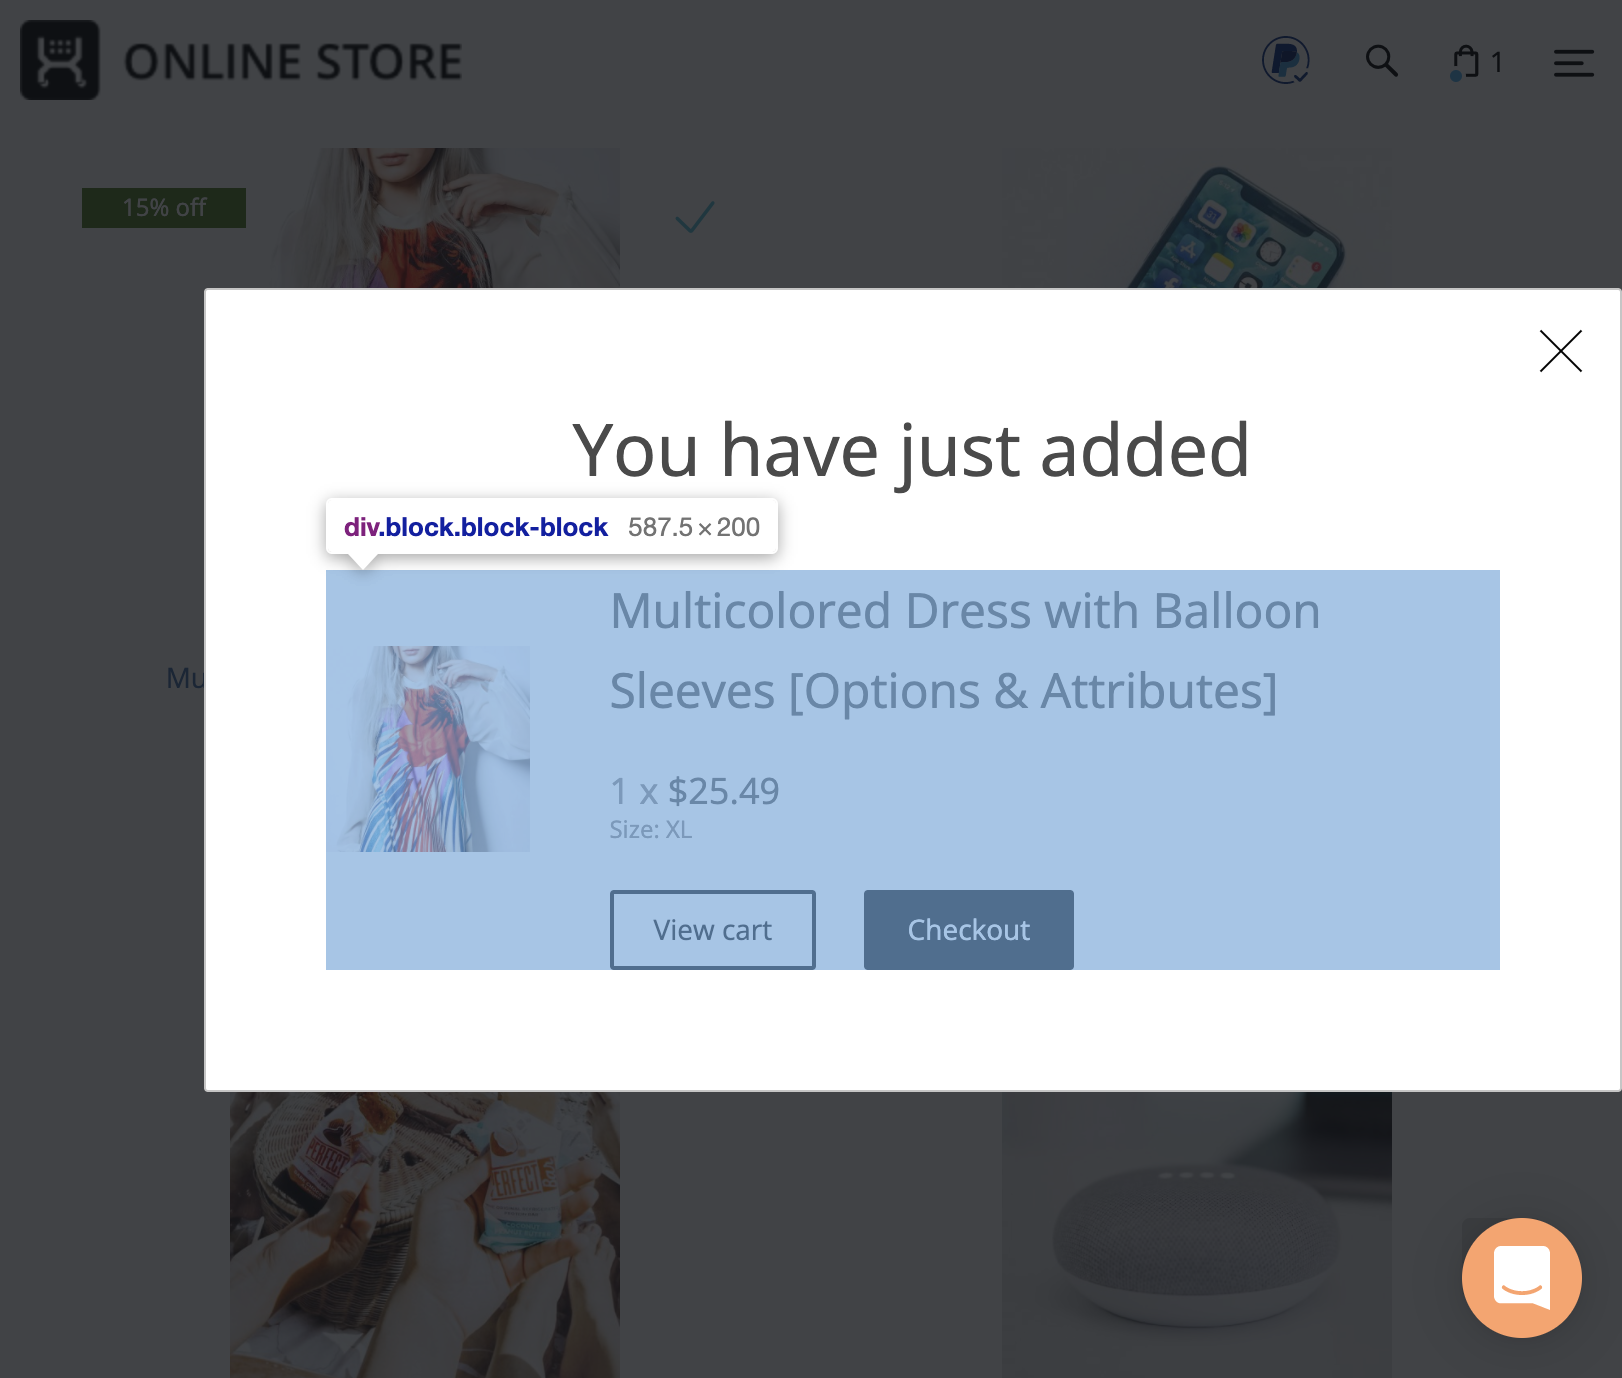 ONLINE STORE
1
15% off
You have just added
div.block.block-block 587.5 × 200
Multicolored Dress with Balloon
Sleeves [Options & Attributes]
Mu
1 x $25.49
Size: XL
View cart
Checkout
PERFECT
PERFECT